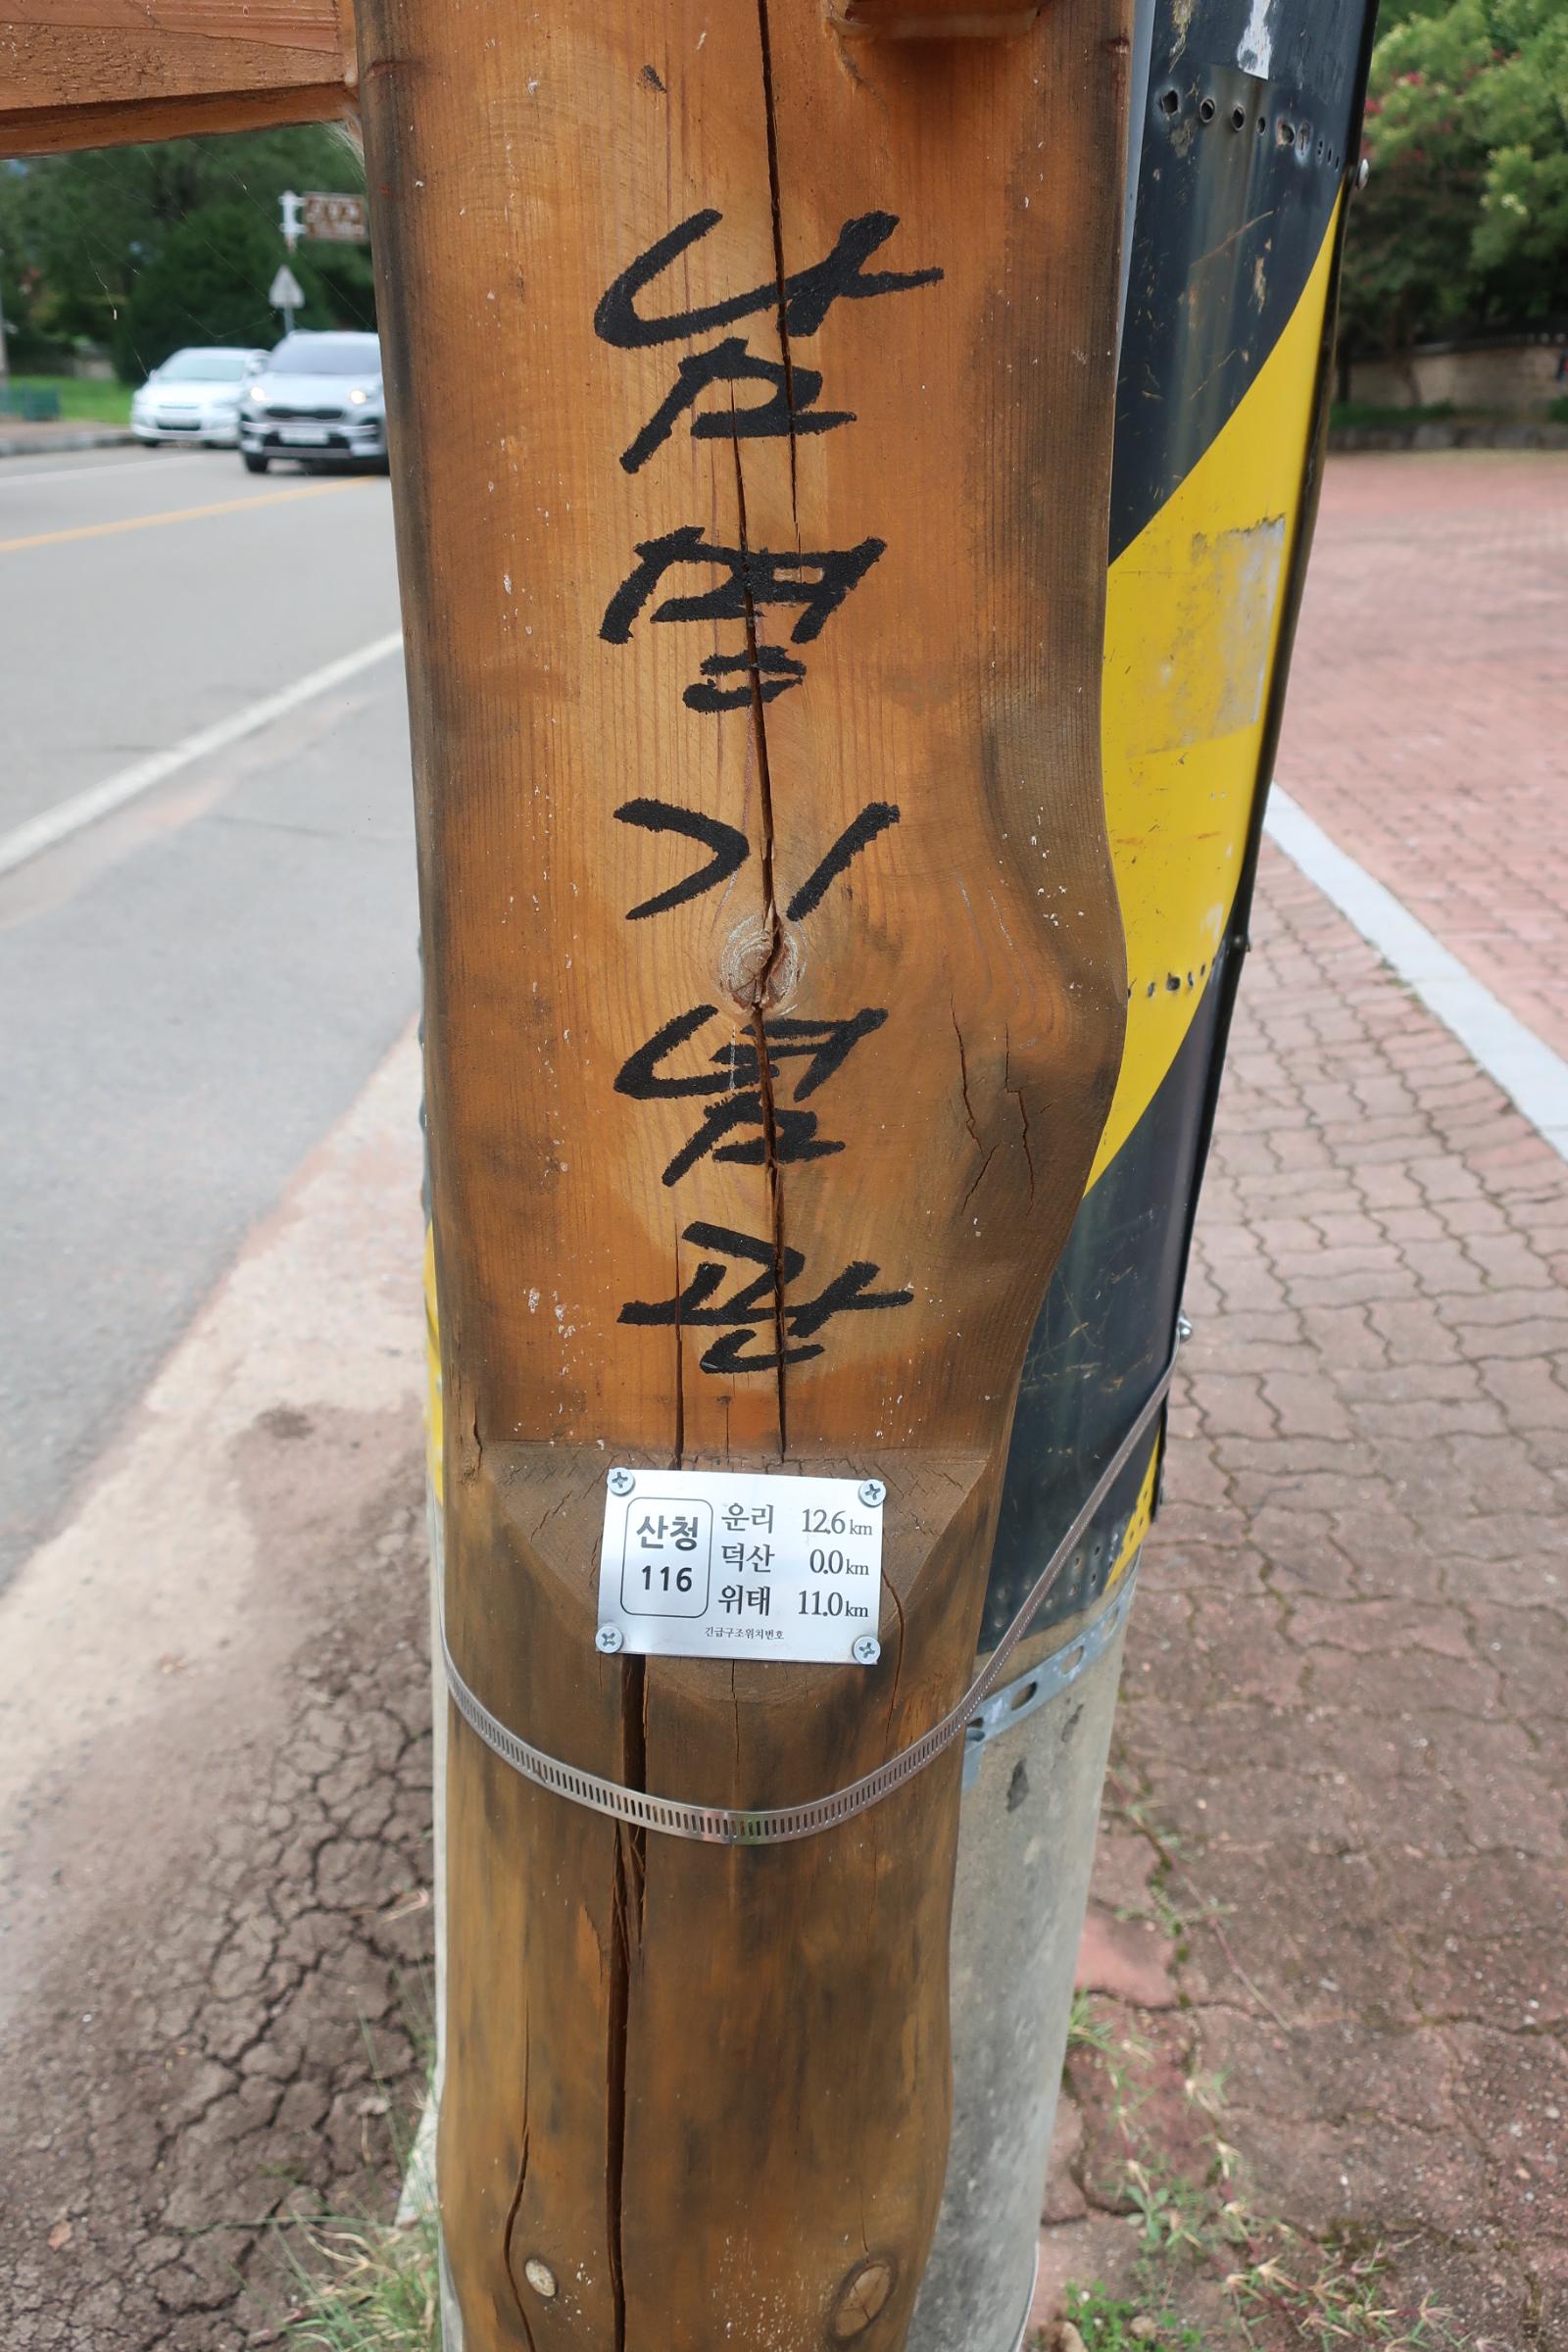 남명기념관
산청
116
운리 12.6km
덕산 0.0km
위태 11.0km
긴급구조위치번호